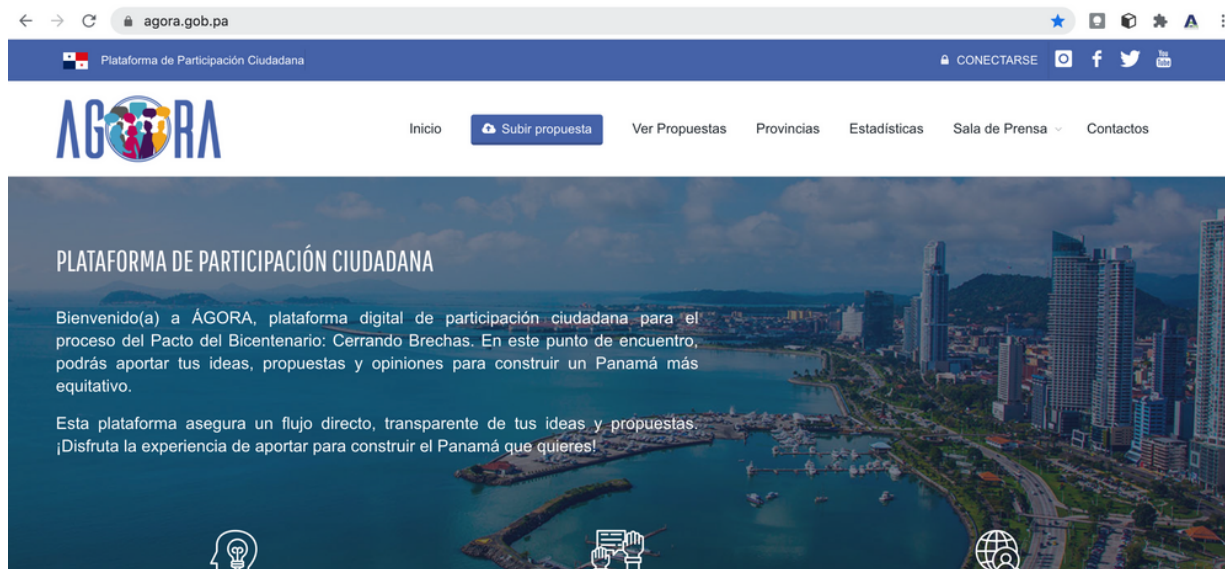 agora.gob.pa
Plataforma de Participación Ciudadana
CONECTARSE
You
Tube
AGORA
Inicio
Subir propuesta
Ver Propuestas
Provincias
Estadísticas
Sala de Prensa
Contactos
PLATAFORMA DE PARTICIPACIÓN CIUDADANA
Bienvenido(a) a ÁGORA, plataforma digital de participación ciudadana para el
proceso del Pacto del Bicentenario: Cerrando Brechas. En este punto de encuentro,
podrás aportar tus ideas, propuestas y opiniones para construir un Panamá más
equitativo.
Esta plataforma asegura un flujo directo, transparente de tus ideas y propuestas.
¡Disfruta la experiencia de aportar para construir el Panamá que quieres!